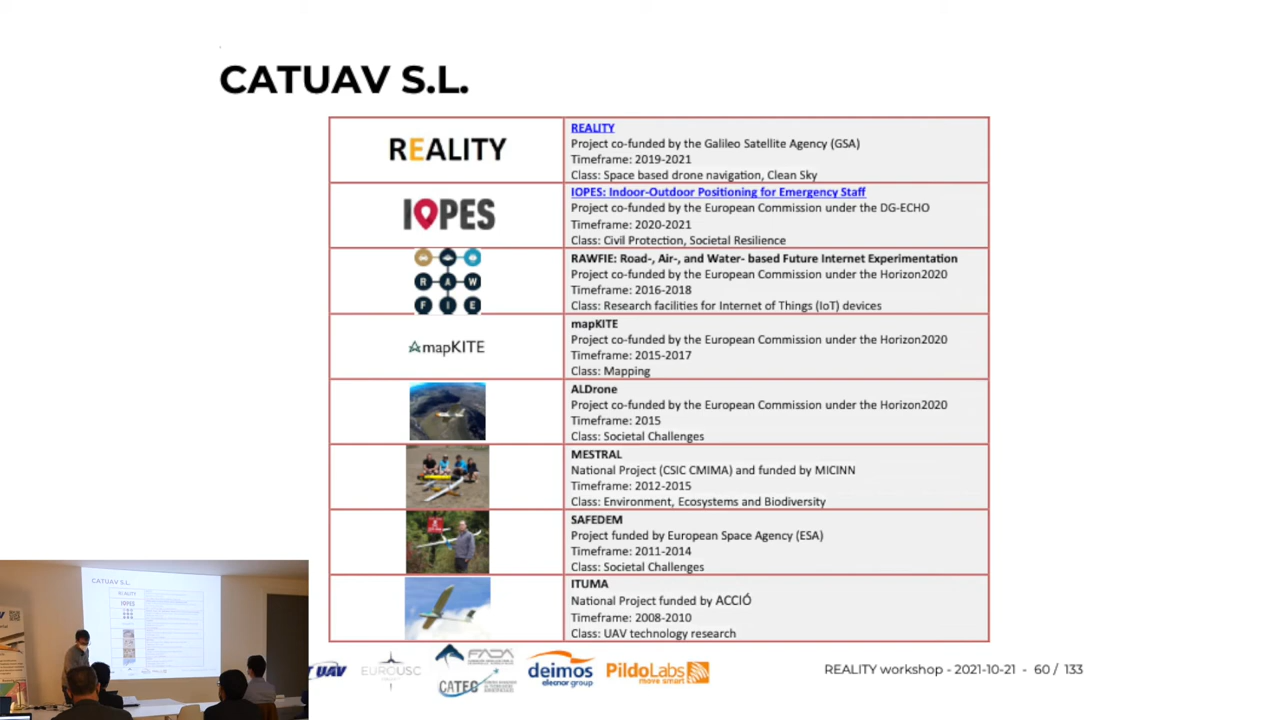 CATUAV S.L.
REALITY
REALITY
Project co-funded by the Galileo Satellite Agency (GSA)
Timeframe: 2019-2021
Class: Space based drone navigation, Clean Sky
IOPES
IOPES: Indoor-Outdoor Positioning for Emergency Staff
Project co-funded by the European Commission under the DG-ECHO
Timeframe: 2020-2021
Class: Civil Protection, Societal Resilience
R A W
F I E
RAWFIE: Road-, Air-, and Water- based Future Internet Experimentation
Project co-funded by the European Commission under the Horizon2020
Timeframe: 2016-2018
Class: Research facilities for Internet of Things (IoT) devices
mapKITE
mapKITE
Project co-funded by the European Commission under the Horizon2020
Timeframe: 2015-2017
Class: Mapping
ALDrone
Project co-funded by the European Commission under the Horizon2020
Timeframe: 2015
Class: Societal Challenges
MESTRAL
National Project (CSIC CMIMA) and funded by MICINN
Timeframe: 2012-2015
Class: Environment, Ecosystems and Biodiversity
SAFEDEM
Project funded by European Space Agency (ESA)
Timeframe: 2011-2014
Class: Societal Challenges
ITUMA
National Project funded by ACCIÓ
Timeframe: 2008-2010
Class: UAV technology research
CATUAV S.L.
REALITY
IOPES
T UAV
EUROUSC
FADA
CATEC
deimos
elecnor group
PildoLabs
move smart
REALITY workshop - 2021-10-21 - 60 / 133